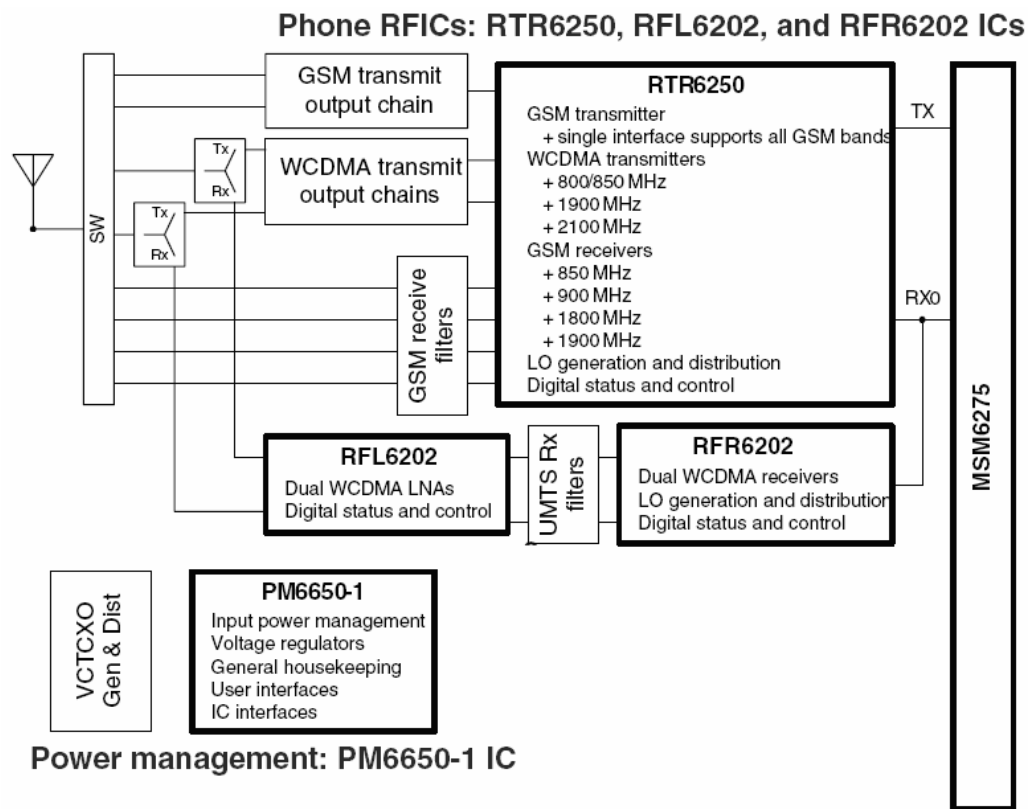 Phone RFICs: RTR6250, RFL6202, and RFR6202 ICs
GSM transmit
output chain
RTR6250
GSM transmitter
+ single interface supports all GSM bands
WCDMA transmitters
+ 800/850 MHz
+ 1900 MHz
+ 2100 MHz
GSM receivers
+ 850 MHz
+ 900 MHz
+ 1800 MHz
+ 1900 MHz
LO generation and distribution
Digital status and control
TX
RX0
MSM6275
SW
Tx
Rx
Tx
Rx
WCDMA transmit
output chains
GSM receive
filters
RFL6202
Dual WCDMA LNAs
Digital status and control
UMTS Rx
filters
RFR6202
Dual WCDMA receivers
LO generation and distribution
Digital status and control
VCTCXO
Gen & Dist
PM6650-1
Input power management
Voltage regulators
General housekeeping
User interfaces
IC interfaces
Power management: PM6650-1 IC